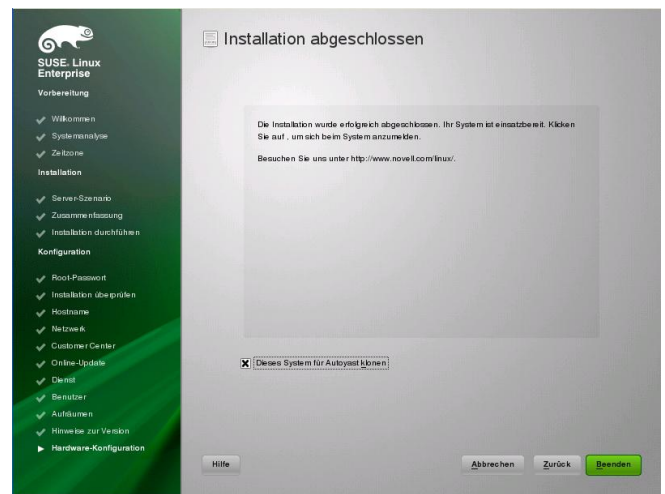 SUSE. Linux
Enterprise
Vorbereitung
Willkommen
Systemanalyse
Zeitzone
Installation
Server-Szenario
Zusammenfassung
Installation durchführen
Konfiguration
Root-Passwort
Installation überprüfen
Hostname
Netzwerk
Customer Center
Online-Update
Dienst
Benutzer
Aufräumen
Hinweise zur Version
Hardware-Konfiguration
Installation abgeschlossen
Die Installation wurde erfolgreich abgeschlossen. Ihr System ist einsatzbereit. Klicken
Sie auf , um sich beim System anzumelden.
Besuchen Sie uns unter http://www.novell.com/linux/.
Dieses System für Autoyast klonen
Hilfe
Abbrechen
Zurück
Beenden